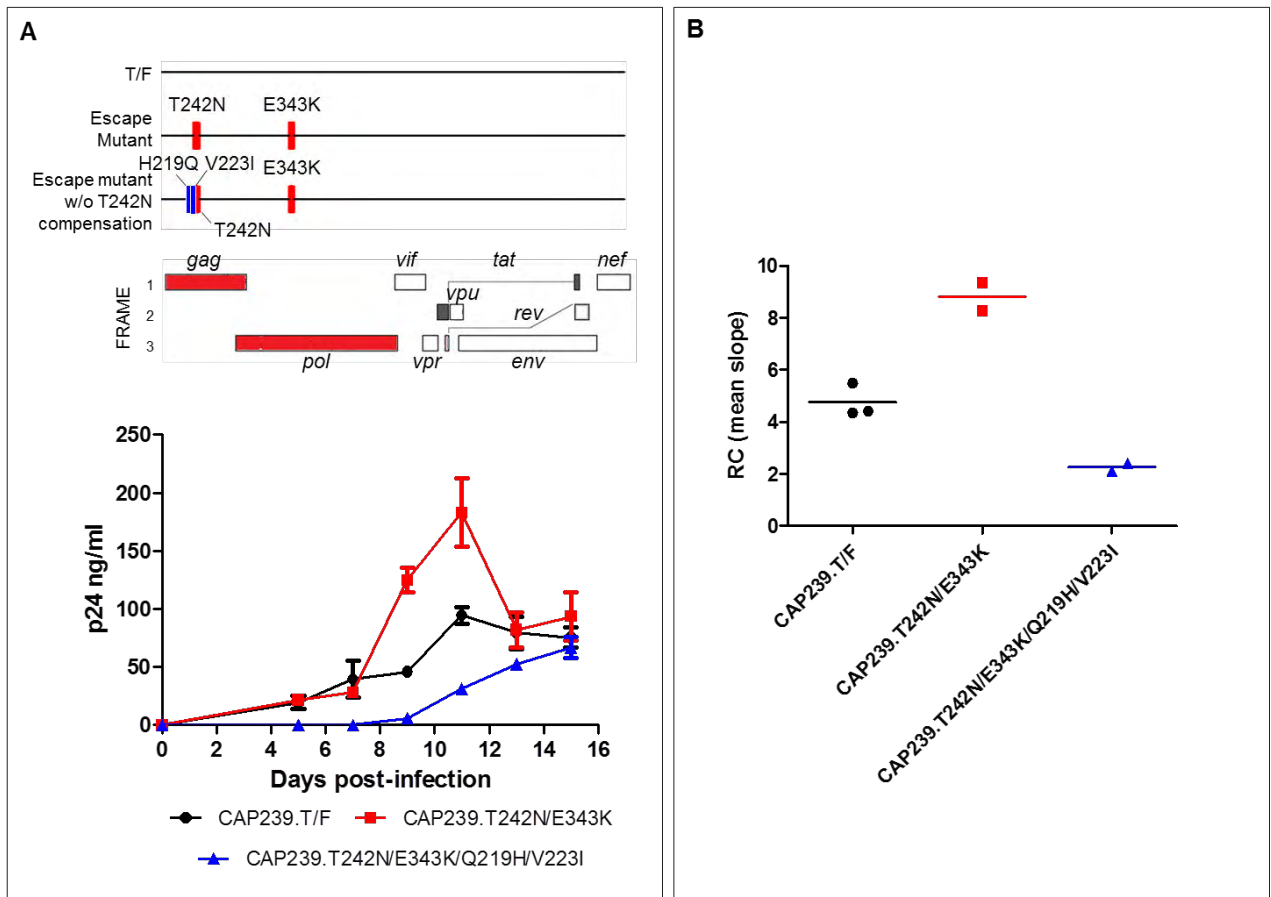 A
T/F
T242N E343K
Escape
Mutant
H219Q V223I E343K
Escape mutant
w/o T242N
compensation
T242N
gag vif tat nef
1
vpu
FRAME 2 rev
3
pol vpr env
250
200
150
100
50
0
p24 ng/ml
0 2 4 6 8 10 12 14 16
Days post-infection
CAP239.T/F CAP239.T242N/E343K
CAP239.T242N/E343K/Q219H/V223I
B
10
8
6
4
2
0
RC (mean slope)
CAP239.T/F
CAP239.T242N/E343K
CAP239.T242N/E343K/Q219H/V223I